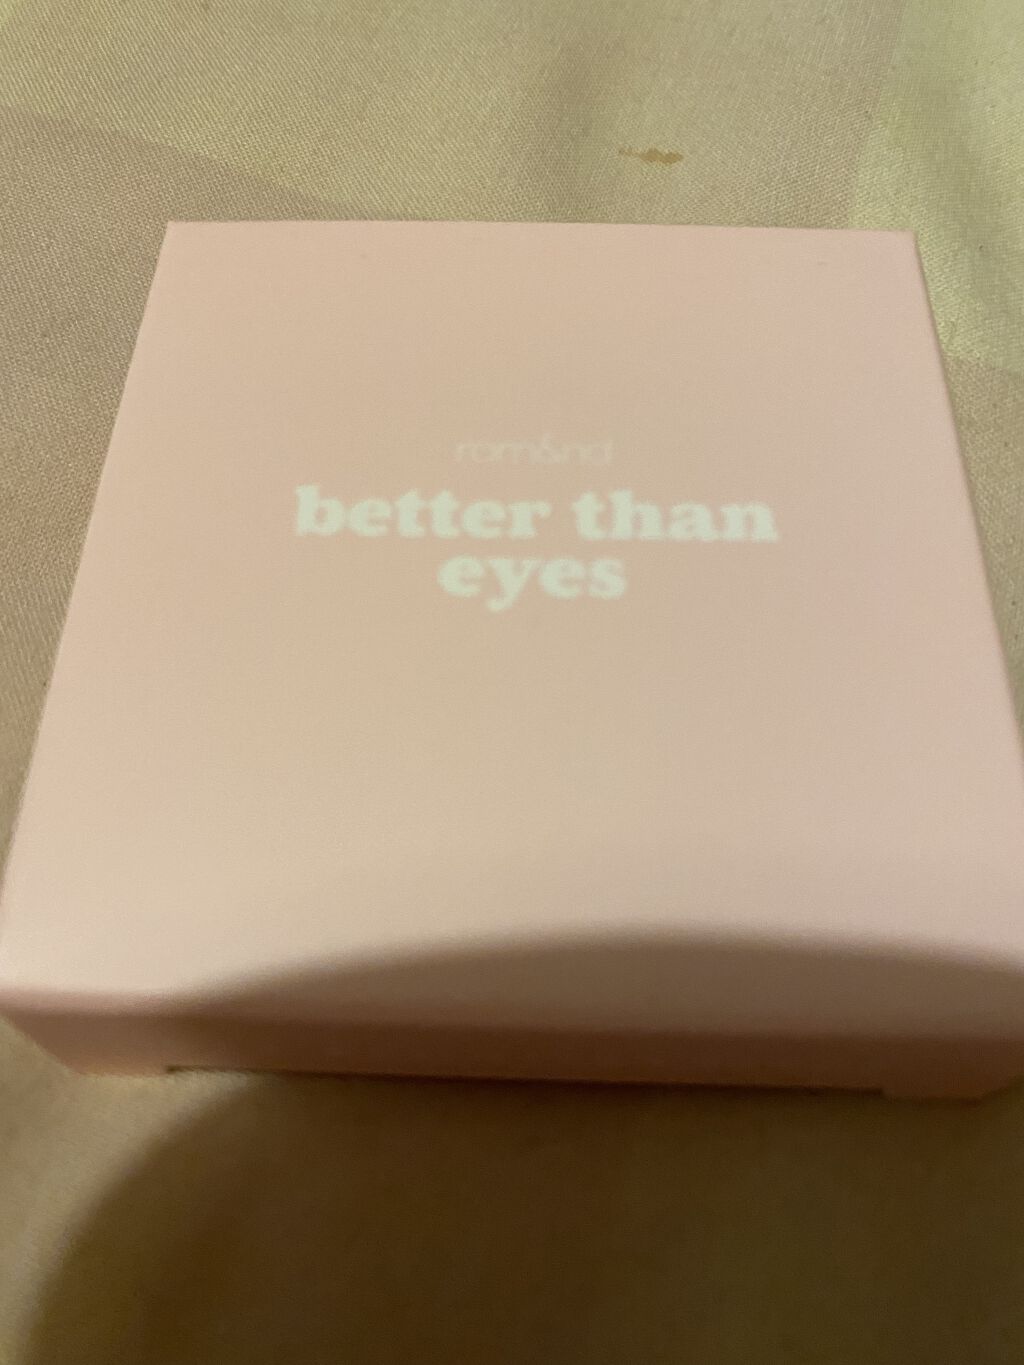 rom&nd
better than
eyes